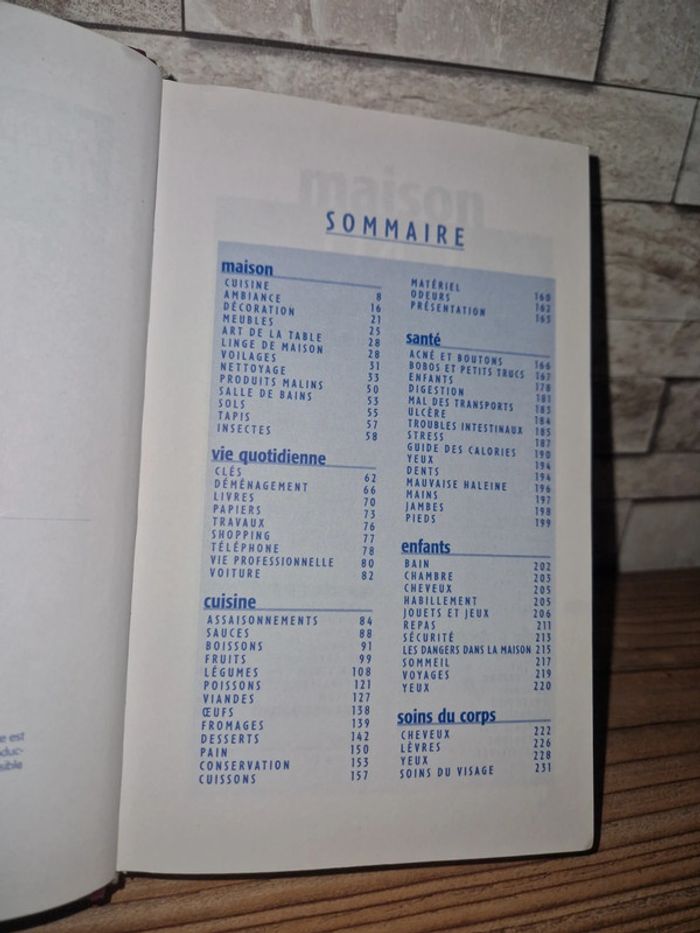 e est
duc-
sible
SOMMAIRE
maison
CUISINE 8
AMBIANCE 16
DÉCORATION 21
MEUBLES 25
ART DE LA TABLE 28
LINGE DE MAISON 28
VOILAGES 31
NETTOYAGE 33
PRODUITS MALINS 50
SALLE DE BAINS 53
SOLS 55
TAPIS 57
INSECTES 58
vie quotidienne
CLÉS 62
DÉMÉNAGEMENT 66
LIVRES 70
PAPIERS 73
TRAVAUX 76
SHOPPING 77
TÉLÉPHONE 78
VIE PROFESSIONNELLE 80
VOITURE 82
cuisine
ASSAISONNEMENTS 84
SAUCES 88
BOISSONS 91
FRUITS 99
LÉGUMES 108
POISSONS 121
VIANDES 127
ŒUFS 138
FROMAGES 139
DESSERTS 142
PAIN 150
CONSERVATION 153
CUISSONS 157
MATÉRIEL 160
ODEURS 162
PRÉSENTATION 163
santé
ACNÉ ET BOUTONS 166
BOBOS ET PETITS TRUCS 167
ENFANTS 178
DIGESTION 181
MAL DES TRANSPORTS 183
ULCÈRE 184
TROUBLES INTESTINAUX 185
STRESS 187
GUIDE DES CALORIES 190
YEUX 194
DENTS 194
MAUVAISE HALEINE 196
MAINS 197
JAMBES 198
PIEDS 199
enfants
BAIN 202
CHAMBRE 203
CHEVEUX 205
HABILLEMENT 205
JOUETS ET JEUX 206
REPAS 211
SÉCURITÉ 213
LES DANGERS DANS LA MAISON 215
SOMMEIL 217
VOYAGES 219
YEUX 220
soins du corps
CHEVEUX 222
LÈVRES 226
YEUX 228
SOINS DU VISAGE 231